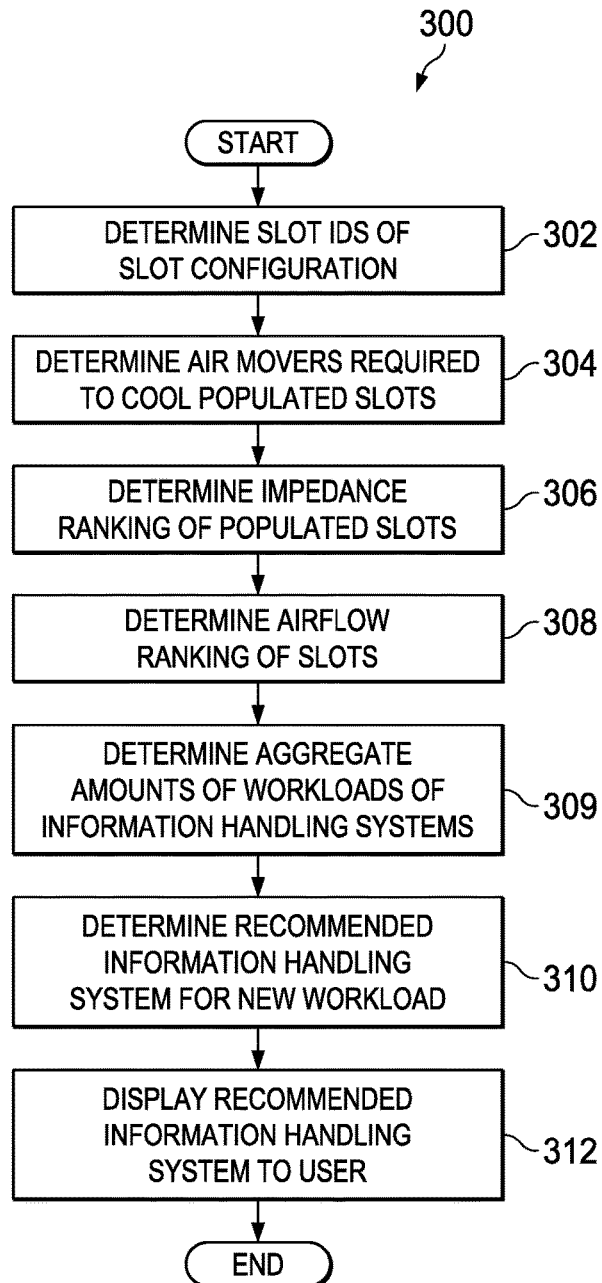 300
START
DETERMINE SLOT IDS OF
SLOT CONFIGURATION
302
DETERMINE AIR MOVERS REQUIRED
TO COOL POPULATED SLOTS
304
DETERMINE IMPEDANCE
RANKING OF POPULATED SLOTS
306
DETERMINE AIRFLOW
RANKING OF SLOTS
308
DETERMINE AGGREGATE
AMOUNTS OF WORKLOADS OF
INFORMATION HANDLING SYSTEMS
309
DETERMINE RECOMMENDED
INFORMATION HANDLING
SYSTEM FOR NEW WORKLOAD
310
DISPLAY RECOMMENDED
INFORMATION HANDLING
SYSTEM TO USER
312
END